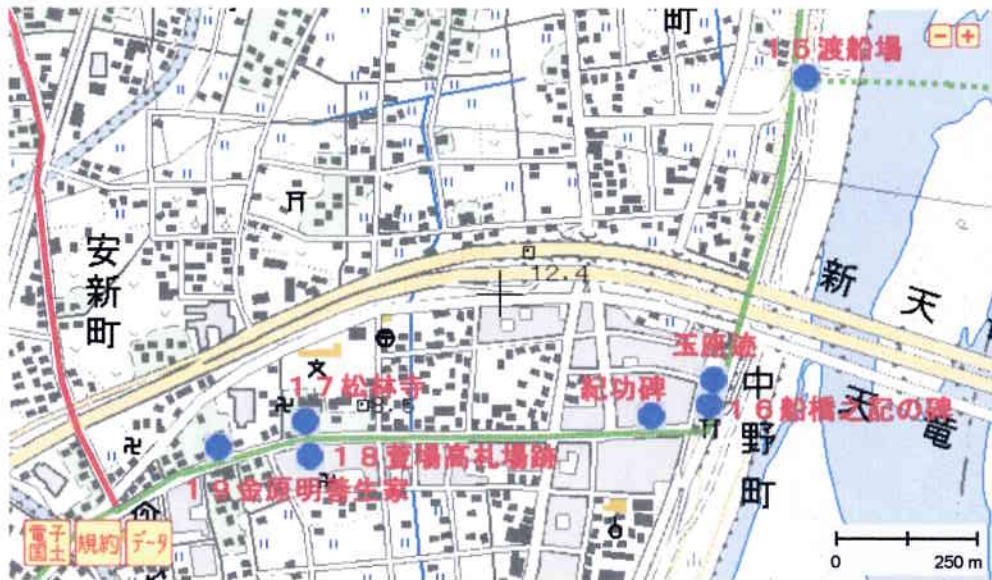 町
15渡船場
− +
安新町
12.4
新天
玉座跡
17松林寺
紀功碑
中野町
天竜
16船橋之記の碑
18萱場高札場跡
19金原明善生家
電子国土
規約
データ
0 250 m